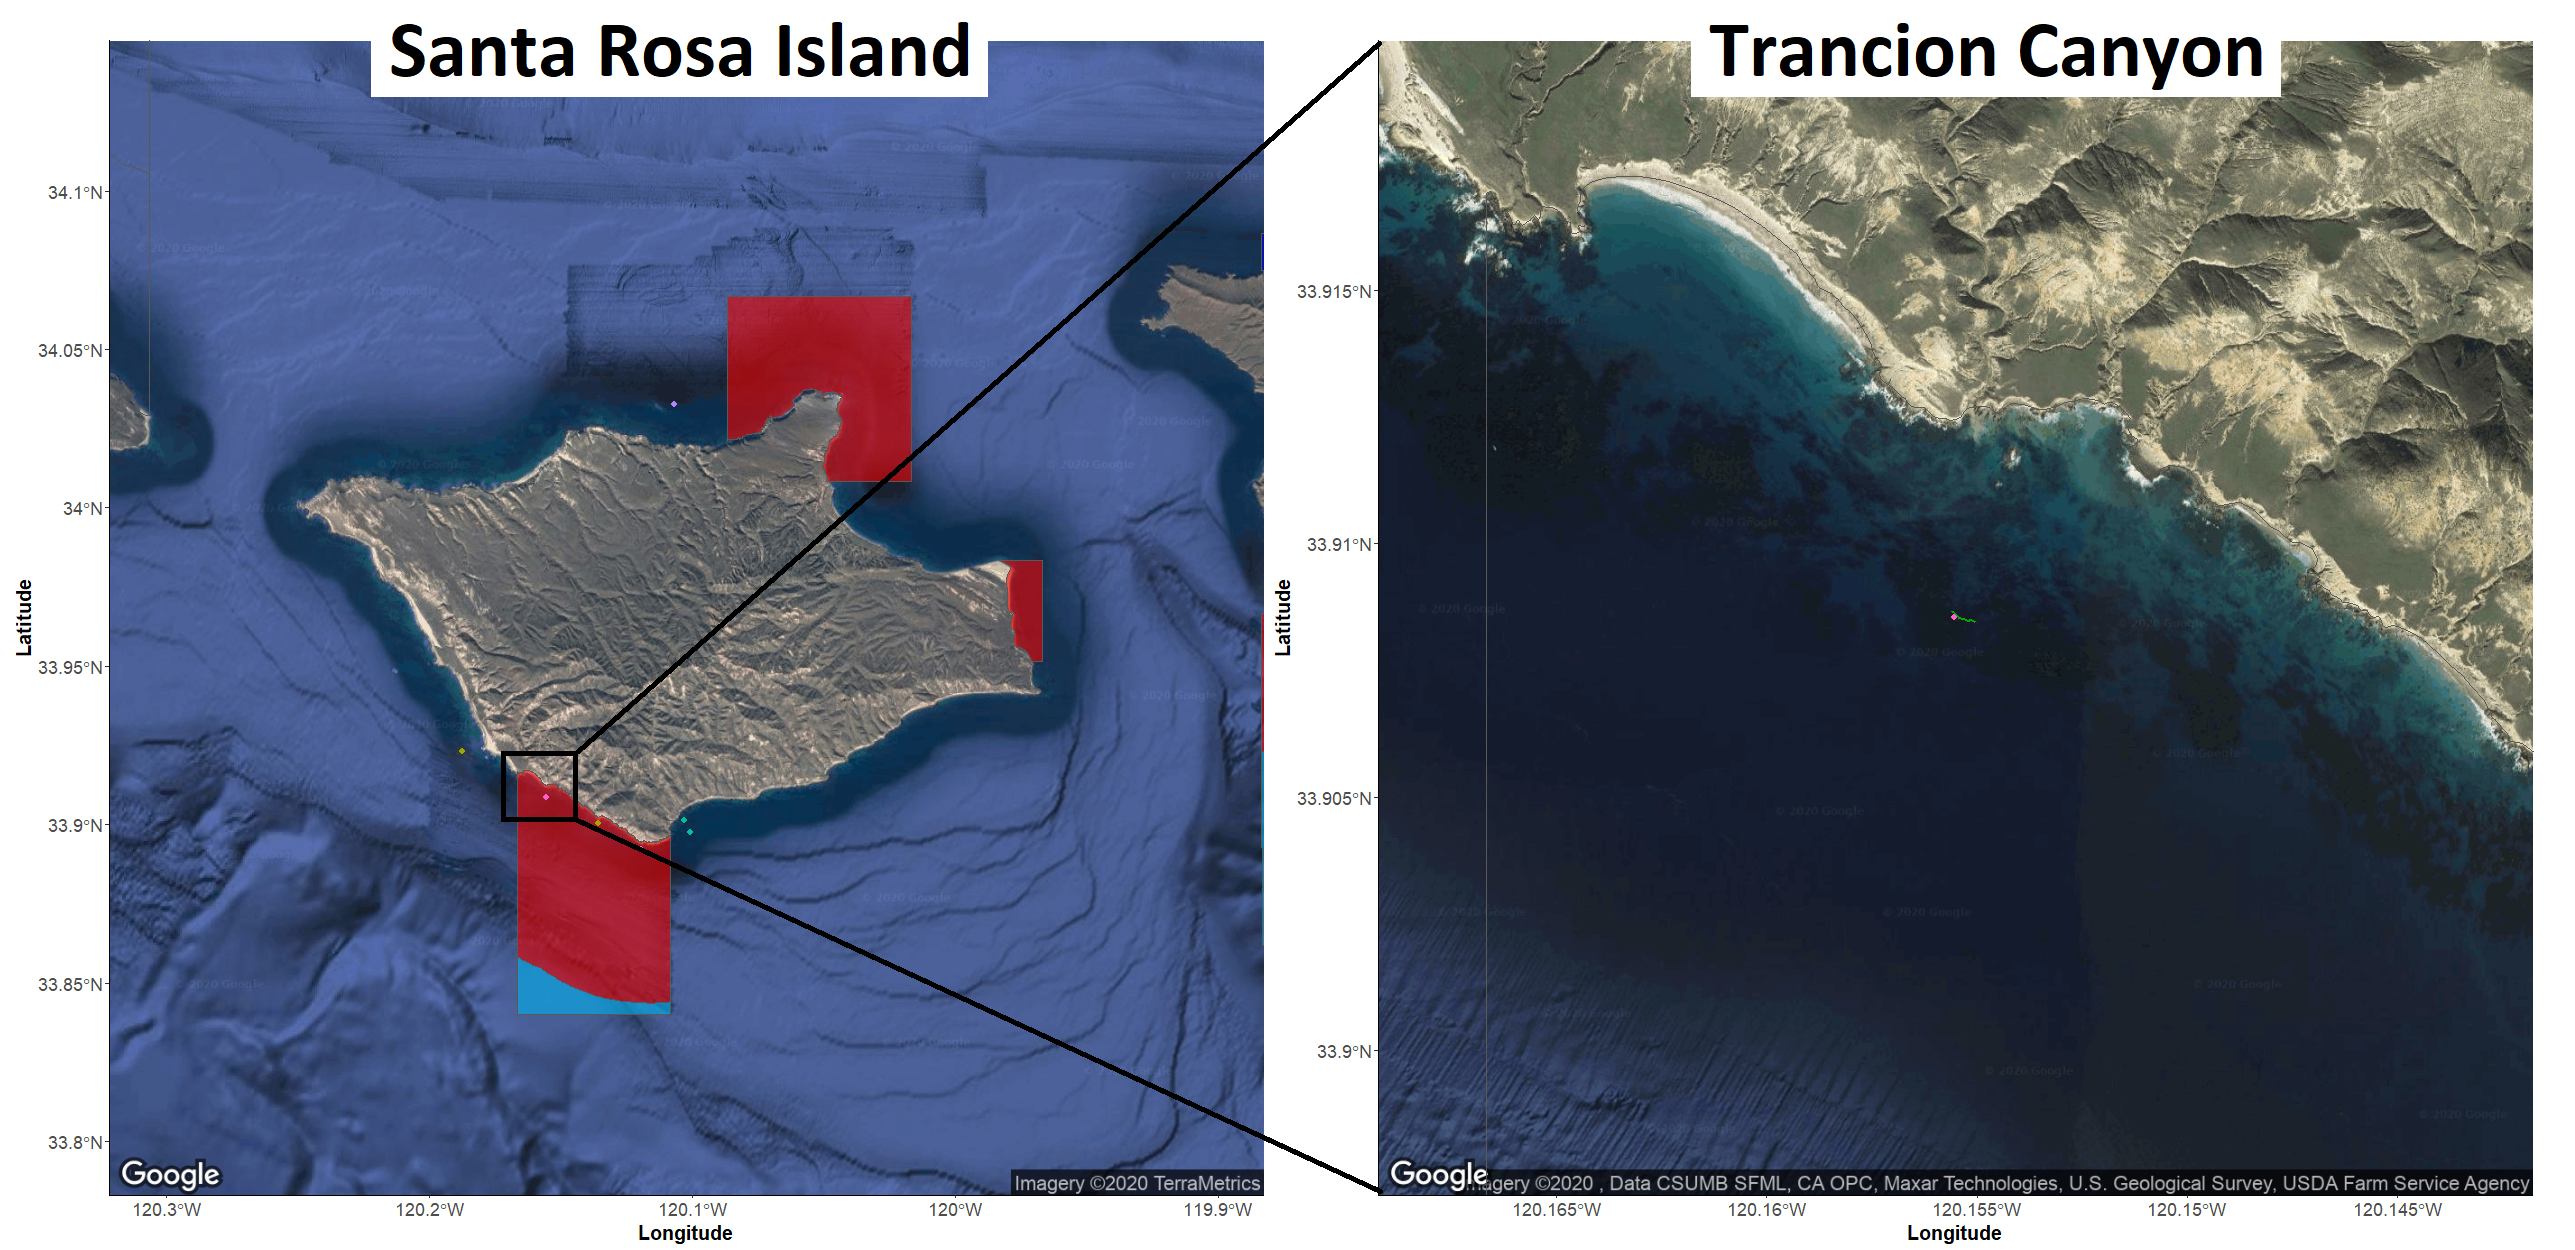 Santa Rosa Island
Trancion Canyon
Latitude
34.1°N
34.05°N
34°N
33.95°N
33.9°N
33.85°N
33.8°N
Google
Imagery ©2020 TerraMetrics
120.3°W
120.2°W
120.1°W
120°W
119.9°W
Longitude
Latitude
33.915°N
33.91°N
33.905°N
33.9°N
Google
Imagery ©2020 , Data CSUMB SFML, CA OPC, Maxar Technologies, U.S. Geological Survey, USDA Farm Service Agency
120.165°W
120.16°W
120.155°W
120.15°W
120.145°W
Longitude